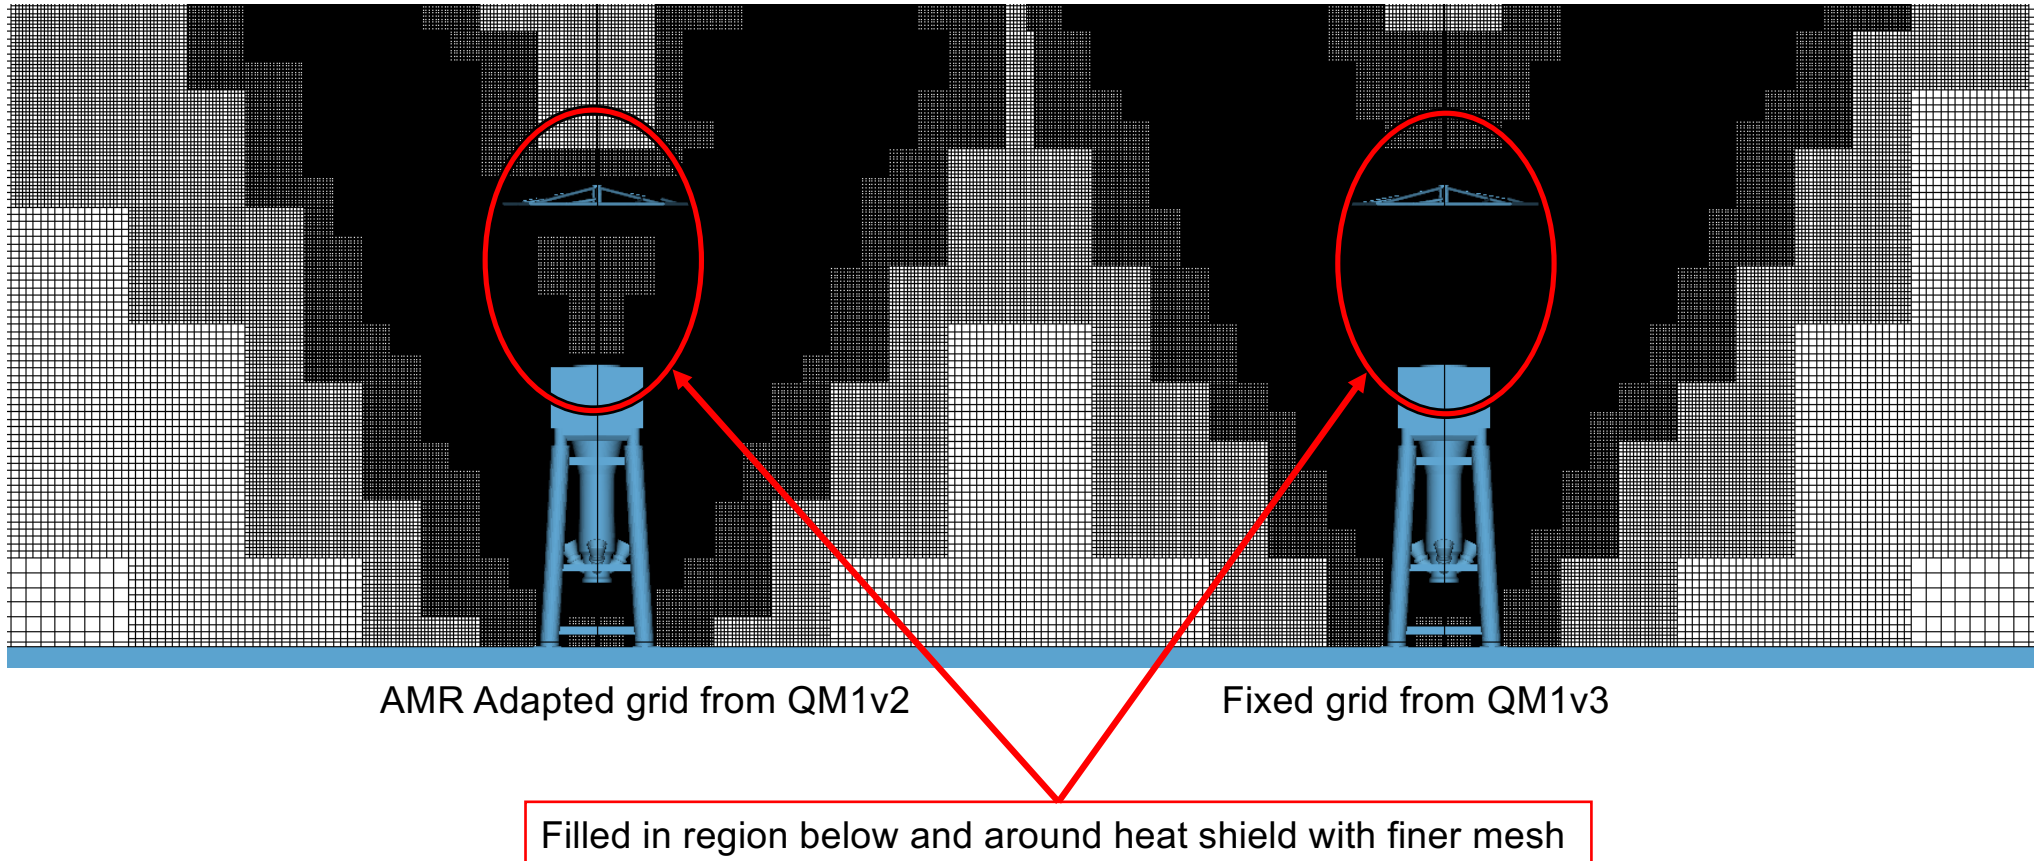 AMR Adapted grid from QM1v2
Fixed grid from QM1v3
Filled in region below and around heat shield with finer mesh